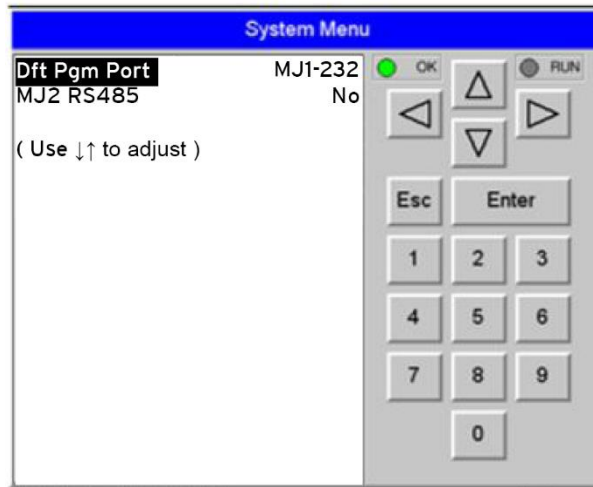 System Menu
Dft Pgm Port MJ1-232
MJ2 RS485 No
( Use ↓↑ to adjust )
OK RUN
Esc Enter
1 2 3
4 5 6
7 8 9
0